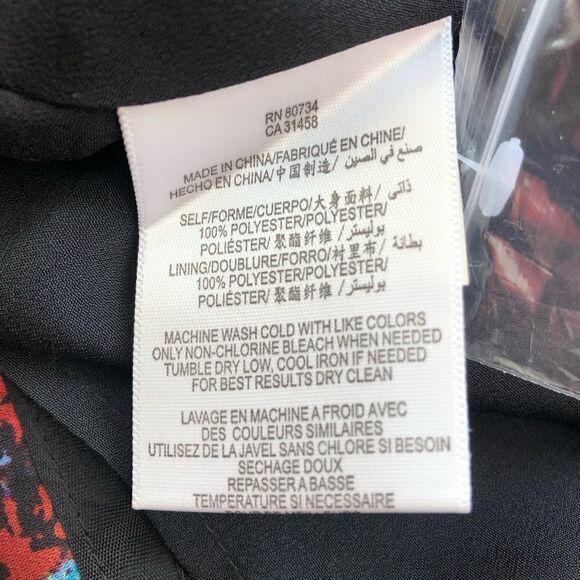 RN 80734
CA 31458
MADE IN CHINA/FABRIQUÉ EN CHINE/
HECHO EN CHINA/中国制造/ صنع في الصين/
SELF/FORME/CUERPO/大身面料/ ذاتي/
100% POLYESTER/POLYESTER/
POLIÉSTER/聚酯纤维/ بوليستر/
LINING/DOUBLURE/FORRO/衬里布/ بطانة/
100% POLYESTER/POLYESTER/
POLIÉSTER/聚酯纤维/ بوليستر/
MACHINE WASH COLD WITH LIKE COLORS
ONLY NON-CHLORINE BLEACH WHEN NEEDED
TUMBLE DRY LOW, COOL IRON IF NEEDED
FOR BEST RESULTS DRY CLEAN
LAVAGE EN MACHINE A FROID AVEC
DES COULEURS SIMILAIRES
UTILISEZ DE LA JAVEL SANS CHLORE SI BESOIN
SECHAGE DOUX
REPASSER A BASSE
TEMPERATURE SI NECESSAIRE